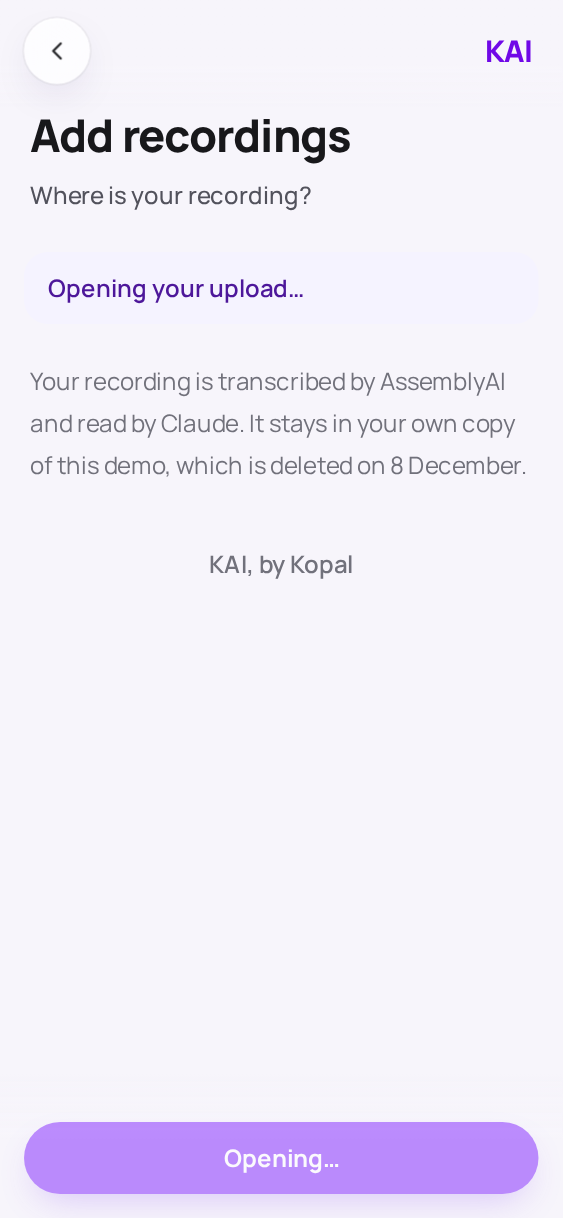 KAI
Add recordings
Where is your recording?
Opening your upload…
Your recording is transcribed by AssemblyAI
and read by Claude. It stays in your own copy
of this demo, which is deleted on 8 December.
KAI, by Kopal
Opening…